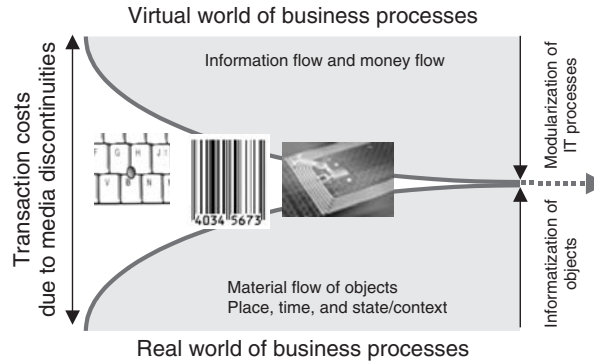 Virtual world of business processes
Information flow and money flow
Transaction costs
due to media discontinuities
F G H J
V B N
4034 5673
Modularization of
IT processes
Informatization of
objects
Material flow of objects
Place, time, and state/context
Real world of business processes